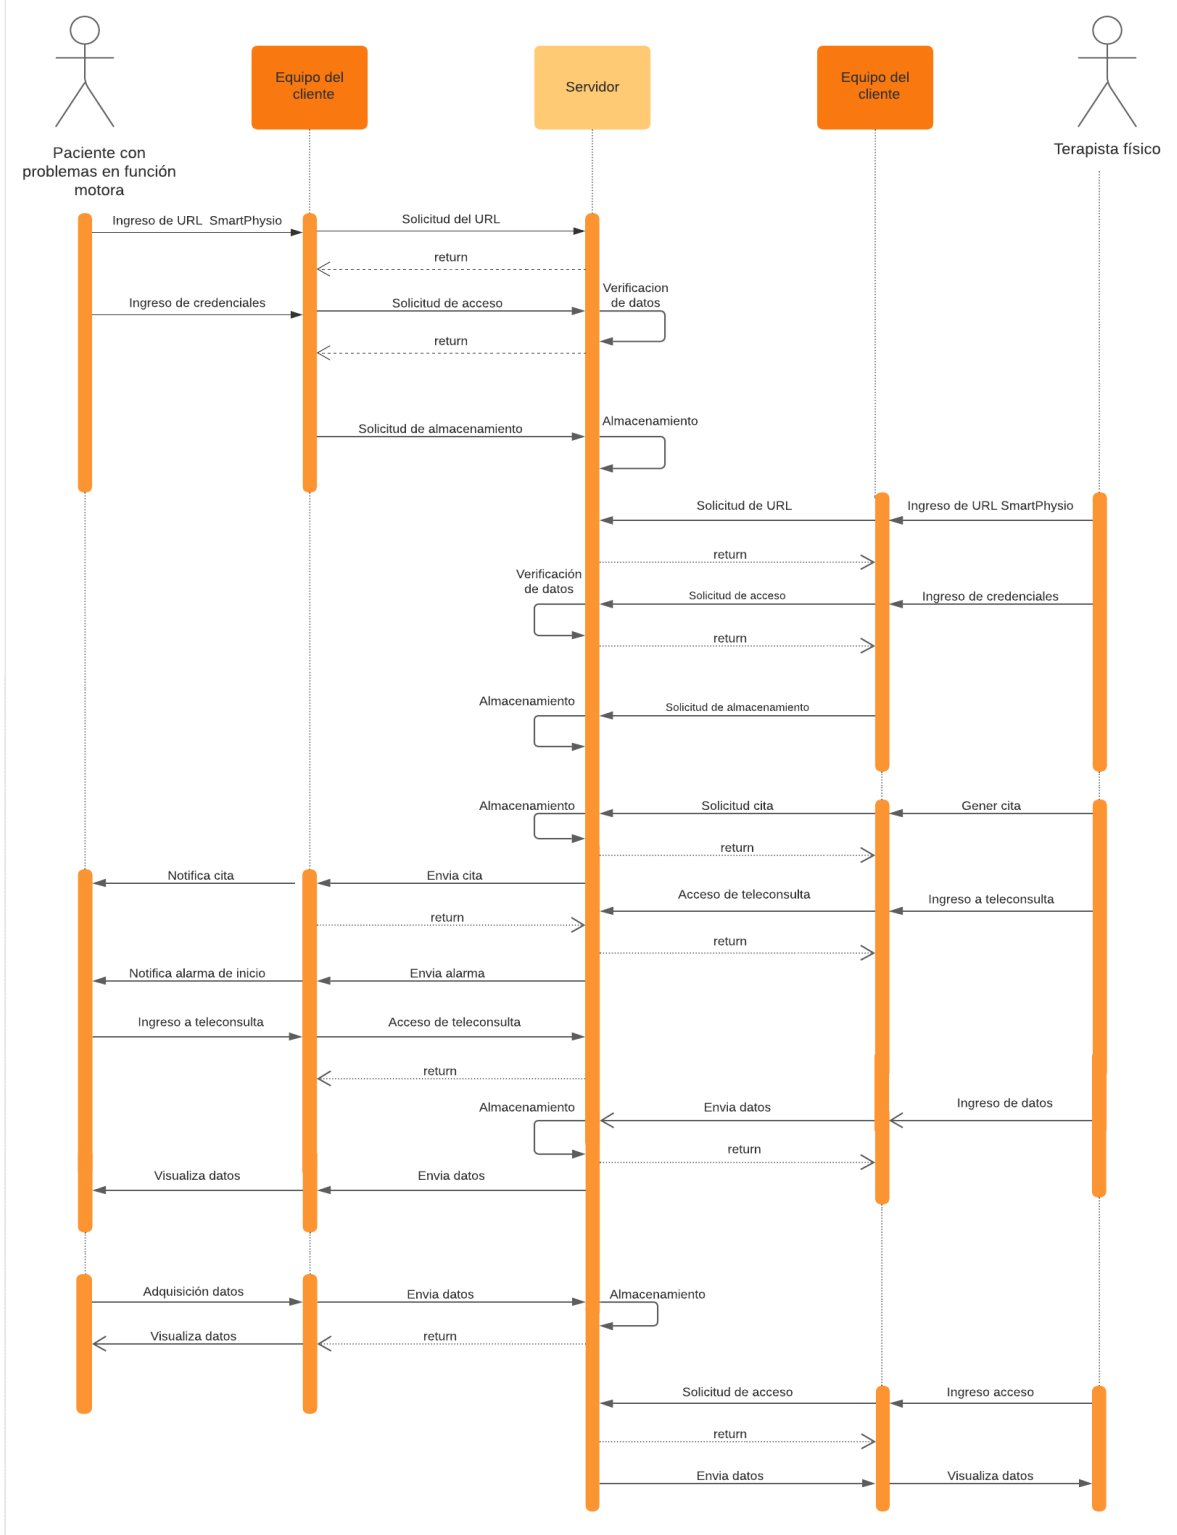 Equipo del
cliente
Servidor
Equipo del
cliente
Paciente con
problemas en función
motora
Terapista físico
Ingreso de URL  SmartPhysio
Solicitud del URL
return
Verificacion
de datos
Ingreso de credenciales
Solicitud de acceso
return
Solicitud de almacenamiento
Almacenamiento
Solicitud de URL
Ingreso de URL SmartPhysio
return
Verificación
de datos
Solicitud de acceso
Ingreso de credenciales
return
Almacenamiento
Solicitud de almacenamiento
Almacenamiento
Solicitud cita
Gener cita
return
Notifica cita
Envia cita
Acceso de teleconsulta
Ingreso a teleconsulta
return
return
Notifica alarma de inicio
Envia alarma
Ingreso a teleconsulta
Acceso de teleconsulta
return
Almacenamiento
Envia datos
Ingreso de datos
return
Visualiza datos
Envia datos
Adquisición datos
Envia datos
Almacenamiento
Visualiza datos
return
Solicitud de acceso
Ingreso acceso
return
Envia datos
Visualiza datos